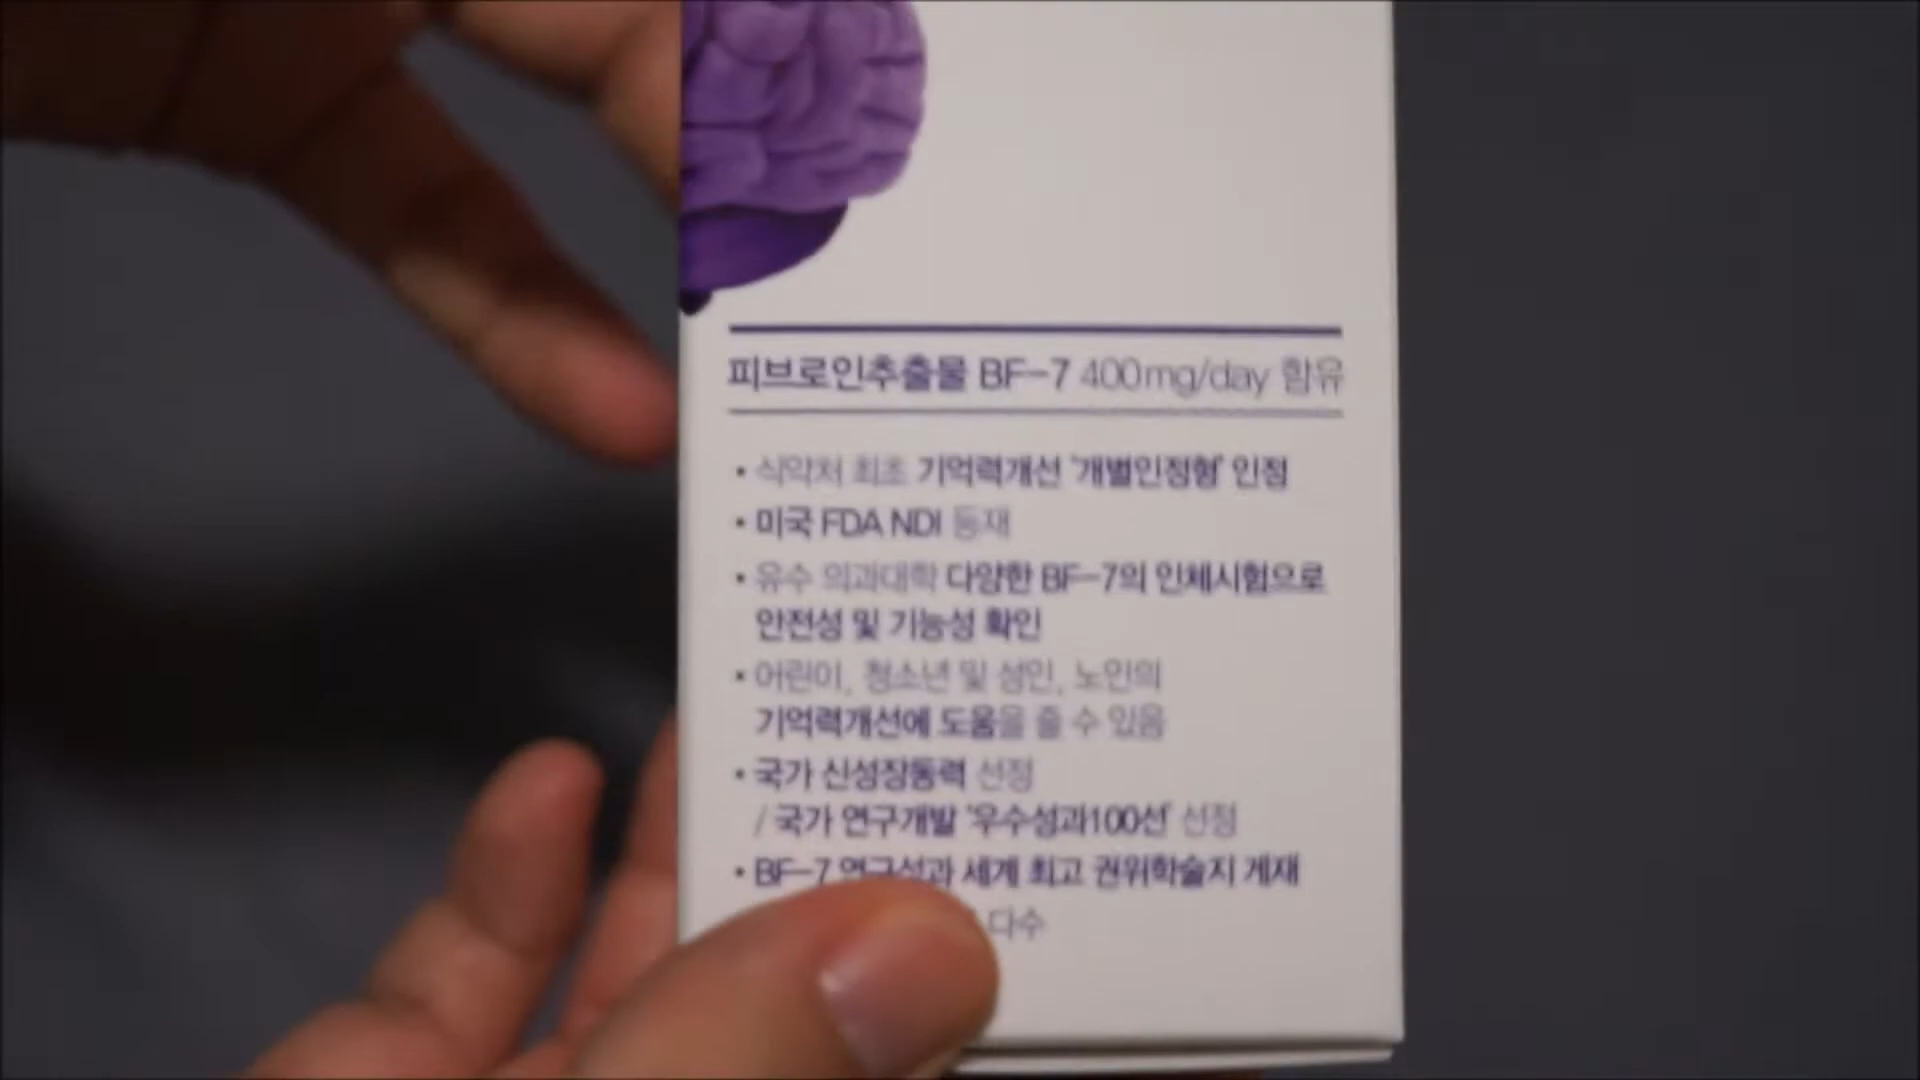 피브로인추출물 BF-7 400mg/day 함유
• 식약처 최초 기억력개선 '개별인정형' 인정
• 미국 FDA NDI 등재
• 유수 의과대학 다양한 BF-7의 인체시험으로
안전성 및 기능성 확인
• 어린이, 청소년 및 성인, 노인의
기억력개선에 도움을 줄 수 있음
• 국가 신성장동력 선정
/ 국가 연구개발 '우수성과100선' 선정
• BF-7 연구성과 세계 최고 권위학술지 게재
다수